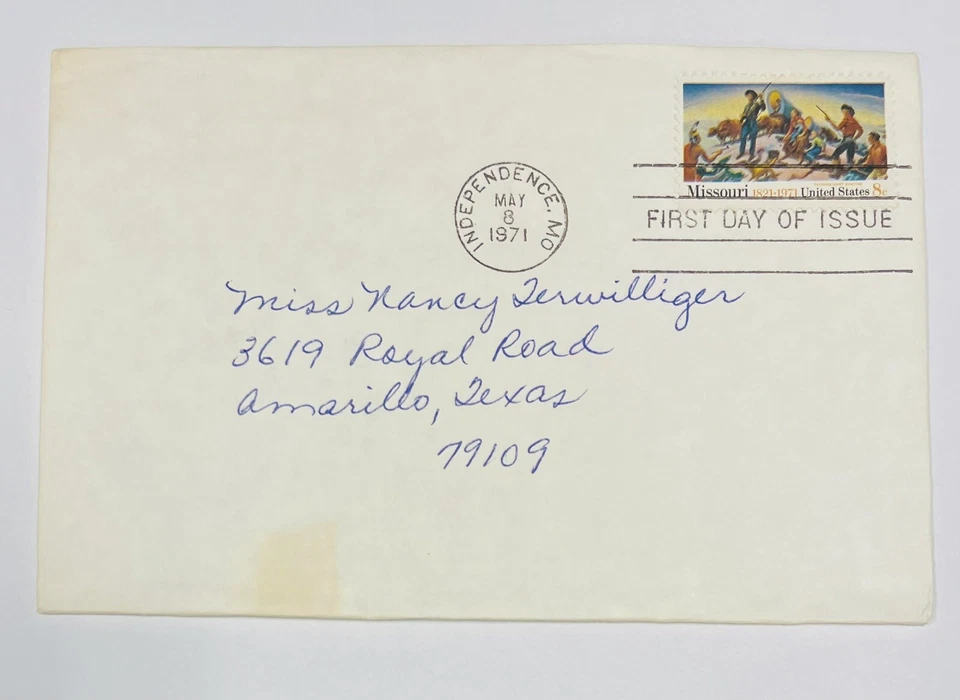 Missouri 1821-1971 United States 8c
FIRST DAY OF ISSUE
INDEPENDENCE, MO
MAY
8
1971
Miss Nancy Terwilliger
3619 Royal Road
Amarillo, Texas
79109